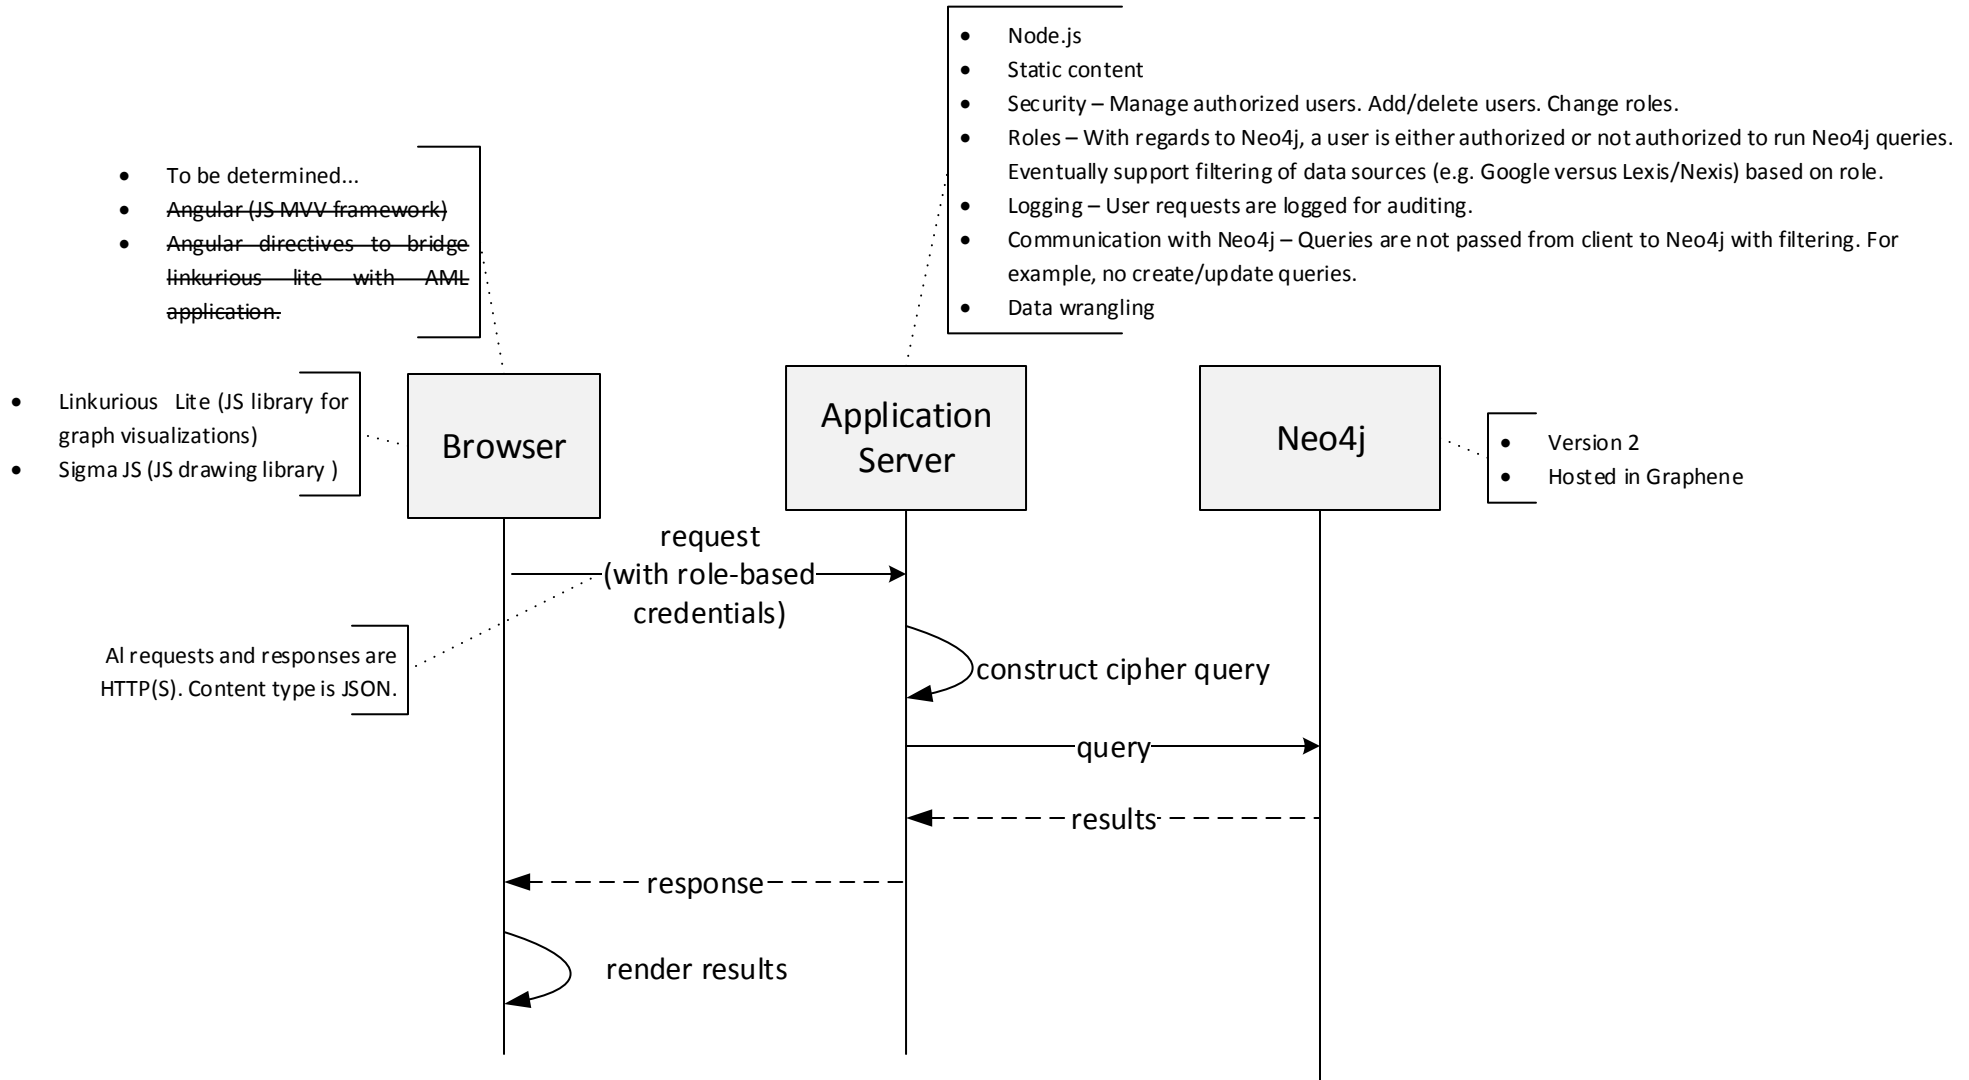 • Node.js
• Static content
• Security – Manage authorized users. Add/delete users. Change roles.
• Roles – With regards to Neo4j, a user is either authorized or not authorized to run Neo4j queries.
Eventually support filtering of data sources (e.g. Google versus Lexis/Nexis) based on role.
• Logging – User requests are logged for auditing.
• Communication with Neo4j – Queries are not passed from client to Neo4j with filtering. For
example, no create/update queries.
• Data wrangling
• To be determined...
• Angular (JS MVV framework)
• Angular directives to bridge
linkurious lite with AML
application.
• Linkurious Lite (JS library for
graph visualizations)
• Sigma JS (JS drawing library )
Browser
Application
Server
Neo4j
• Version 2
• Hosted in Graphene
request
(with role-based
credentials)
Al requests and responses are
HTTP(S). Content type is JSON.
construct cipher query
query
results
response
render results